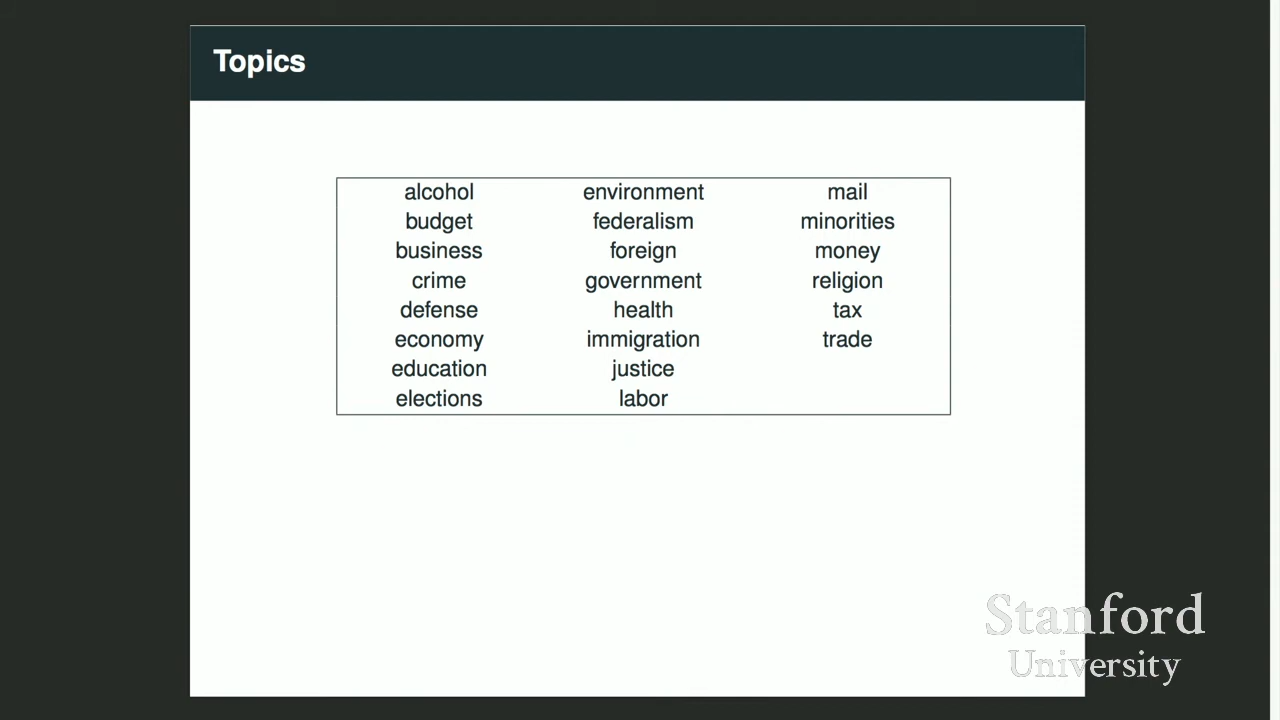 Topics
alcohol environment mail
budget federalism minorities
business foreign money
crime government religion
defense health tax
economy immigration trade
education justice
elections labor
Stanford
University